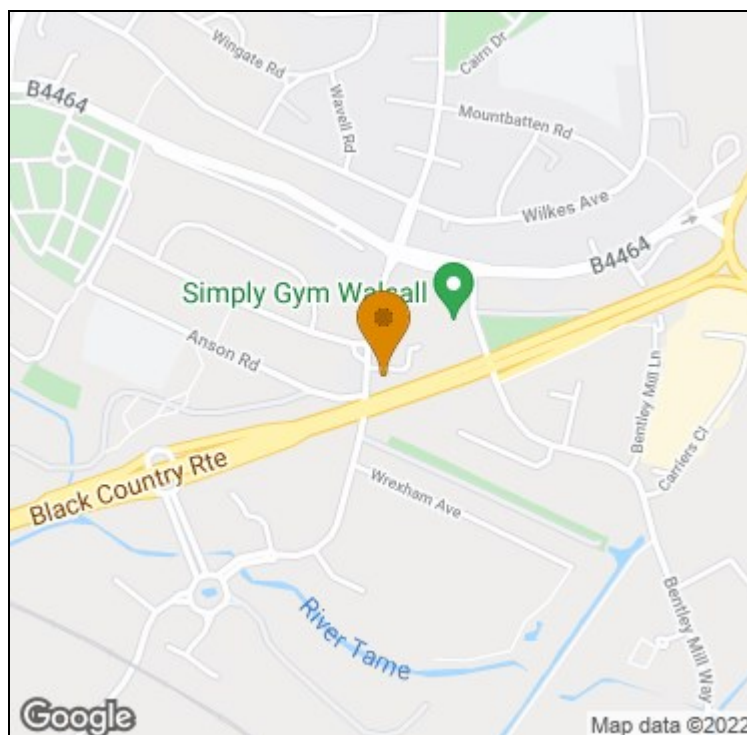 Wingate Rd
Cairn Dr
B4464
Wavell Rd
Mountbatten Rd
Wilkes Ave
B4464
Simply Gym Walsall
Anson Rd
Bentley Mill Ln
Carriers Cl
Black Country Rte
Wrexham Ave
River Tame
Bentley Mill Way
Google
Map data ©2022